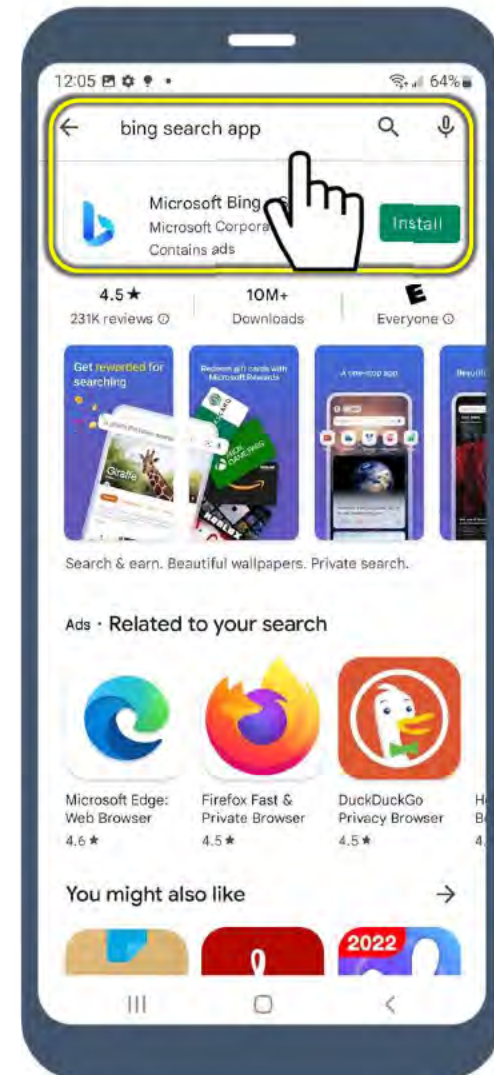 12:05
64%
bing search app
Microsoft Bing
Microsoft Corpora
Contains ads
Install
4.5★
231K reviews
10M+
Downloads
E
Everyone
Get rewarded for
searching
Redeem gift cards with
Microsoft Rewards
A one-stop app
Beautif
Giraffe
XBOX
ROBLOX
Search & earn. Beautiful wallpapers. Private search.
Ads · Related to your search
Microsoft Edge:
Web Browser
4.6★
Firefox Fast &
Private Browser
4.5★
DuckDuckGo
Privacy Browser
4.5★
You might also like
2022